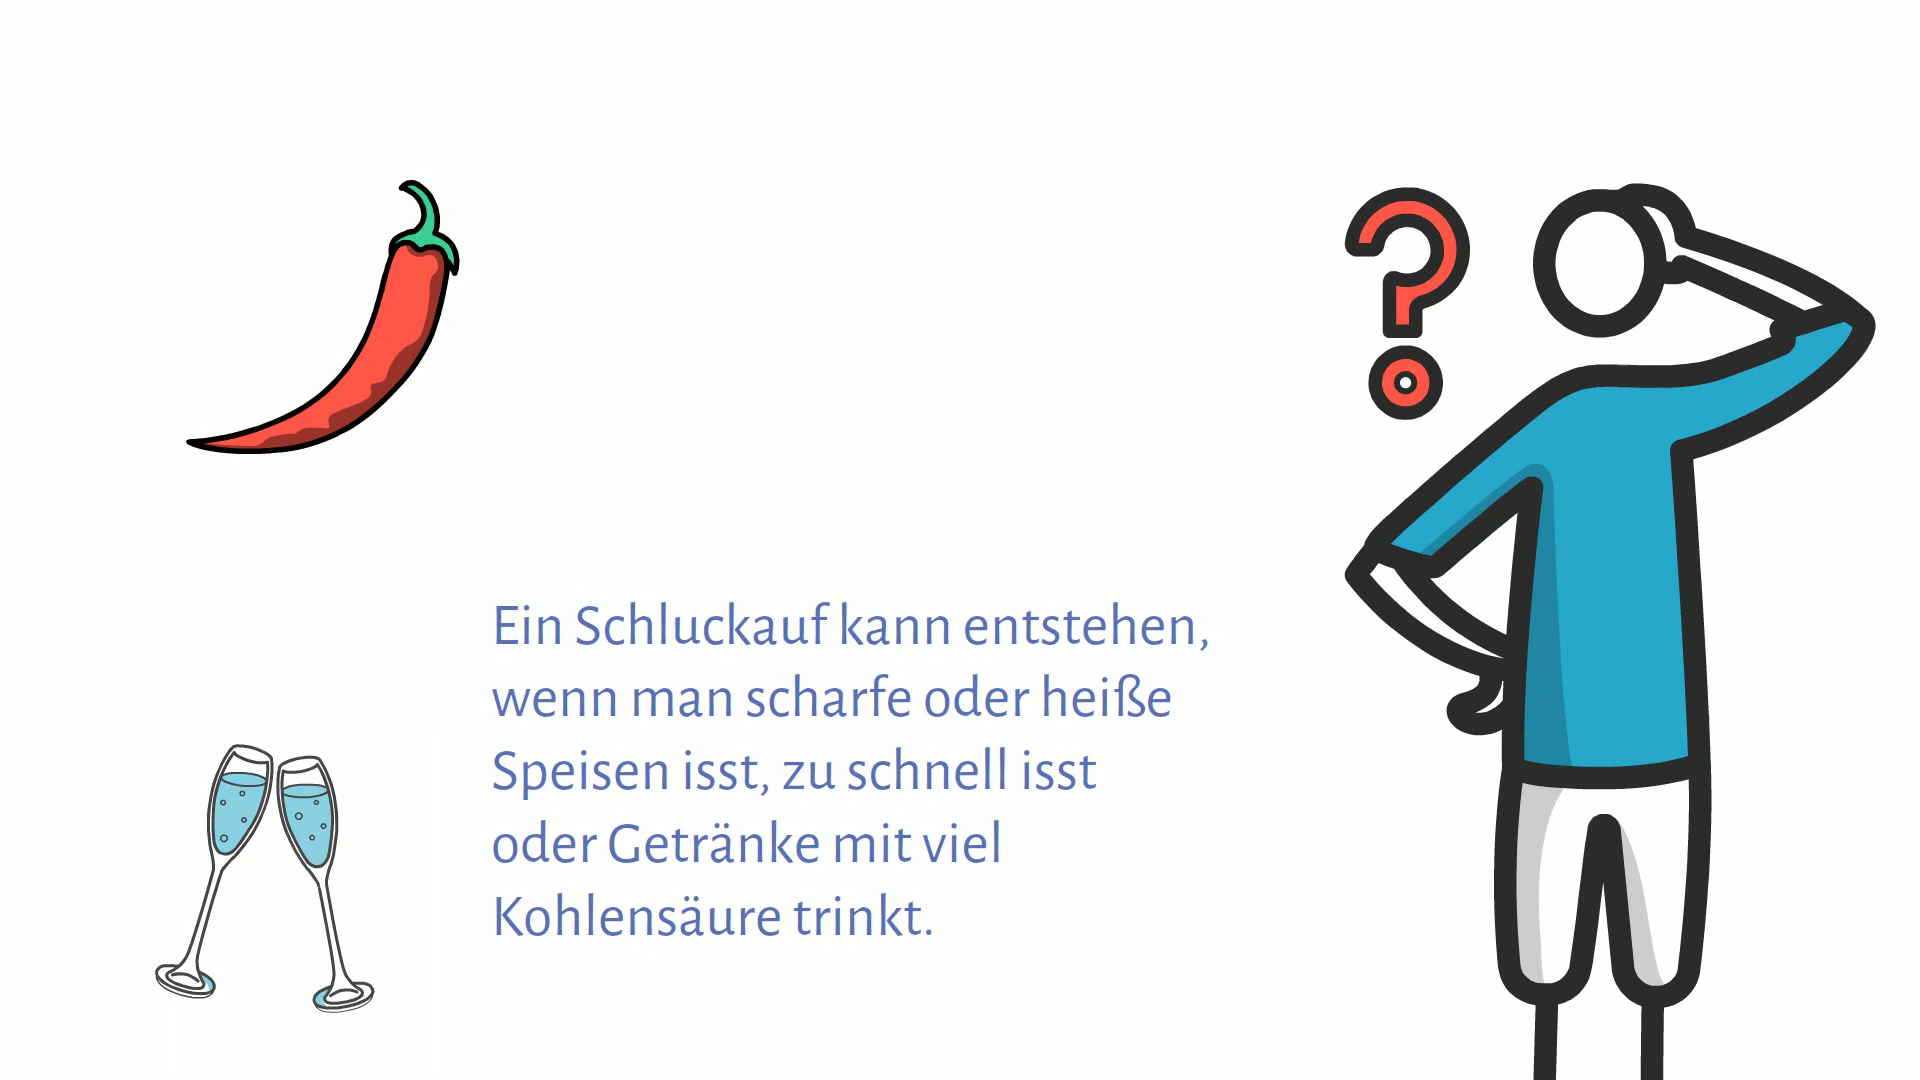 Ein Schluckauf kann entstehen,
wenn man scharfe oder heiße
Speisen isst, zu schnell isst
oder Getränke mit viel
Kohlensäure trinkt.